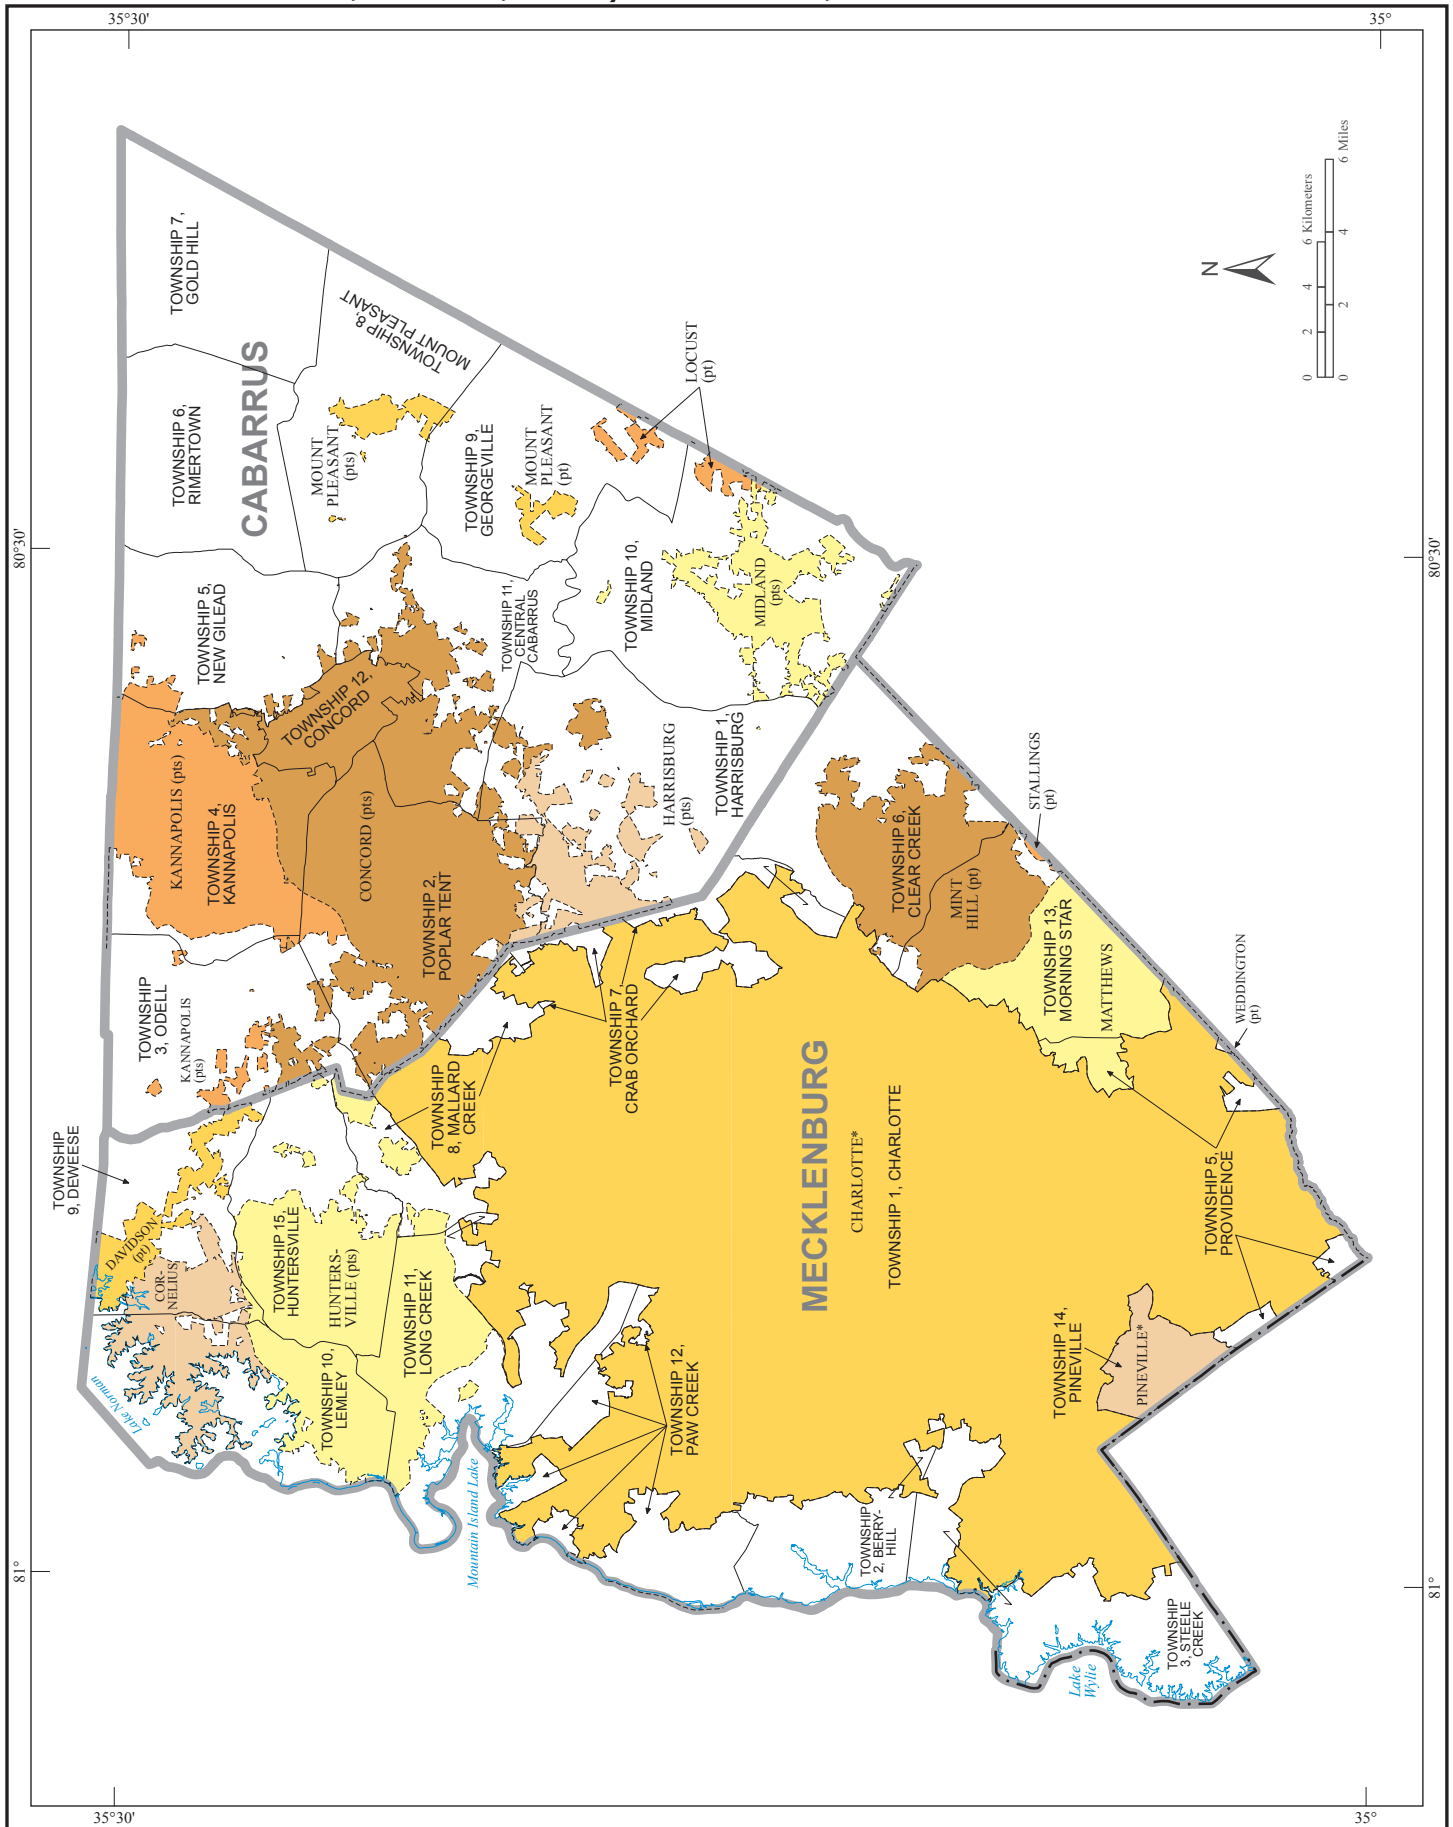 35°30'
35°
TOWNSHIP 7,
GOLD HILL
CABARRUS
TOWNSHIP 6,
RIMERTOWN
TOWNSHIP 8,
MOUNT PLEASANT
MOUNT
PLEASANT
(pts)
TOWNSHIP 9,
GEORGEVILLE
MOUNT
PLEASANT
(pt)
LOCUST
(pt)
N
0 2 4 6 Kilometers
0 2 4 6 Miles
80°30'
80°30'
TOWNSHIP 5,
NEW GILEAD
TOWNSHIP 11,
CENTRAL
CABARRUS
TOWNSHIP 10,
MIDLAND
MIDLAND
(pts)
TOWNSHIP 12,
CONCORD
KANNAPOLIS (pts)
TOWNSHIP 4,
KANNAPOLIS
CONCORD (pts)
TOWNSHIP 2,
POPLAR TENT
HARRISBURG
(pts)
TOWNSHIP 1,
HARRISBURG
TOWNSHIP
3, ODELL
KANNAPOLIS
(pts)
TOWNSHIP 6,
CLEAR CREEK
MINT
HILL (pt)
STALLINGS
(pt)
TOWNSHIP 13,
MORNING STAR
MATTHEWS
WEDDINGTON
(pt)
TOWNSHIP 7,
CRAB ORCHARD
TOWNSHIP
8, MALLARD
CREEK
MECKLENBURG
CHARLOTTE*
TOWNSHIP 1, CHARLOTTE
TOWNSHIP 5,
PROVIDENCE
TOWNSHIP
9, DEWEESE
DAVIDSON
(pt)
COR-
NELIUS
TOWNSHIP 15,
HUNTERSVILLE
HUNTERS-
VILLE (pts)
TOWNSHIP 11,
LONG CREEK
TOWNSHIP 10,
LEMLEY
Lake Norman
Mountain Island Lake
TOWNSHIP 12,
PAW CREEK
TOWNSHIP 14,
PINEVILLE
PINEVILLE*
TOWNSHIP
2, BERRY-
HILL
TOWNSHIP
3, STEELE
CREEK
Lake
Wylie
81°
81°
35°30'
35°